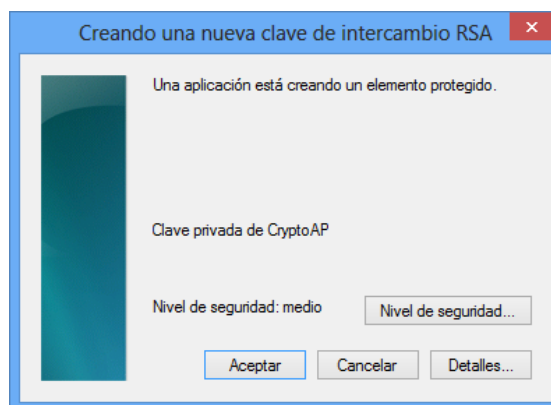 Creando una nueva clave de intercambio RSA
Una aplicación está creando un elemento protegido.
Clave privada de CryptoAP
Nivel de seguridad: medio
Nivel de seguridad...
Aceptar
Cancelar
Detalles...